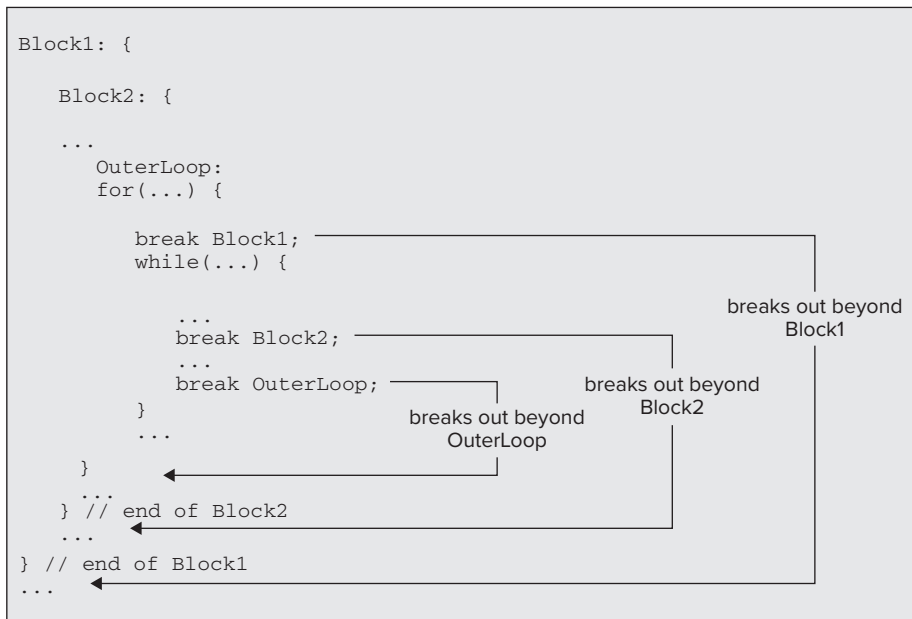 Block1: {
Block2: {
...
OuterLoop:
for(...) {
break Block1;
while(...) {
...
break Block2;
...
break OuterLoop;
}
...
}
...
} // end of Block2
...
} // end of Block1
...
breaks out beyond
Block1
breaks out beyond
Block2
breaks out beyond
OuterLoop